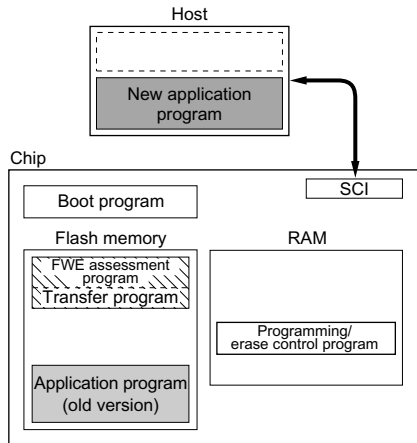 Host
New application
program
Chip
SCI
Boot program
Flash memory
FWE assessment
program
Transfer program
Application program
(old version)
RAM
Programming/
erase control program